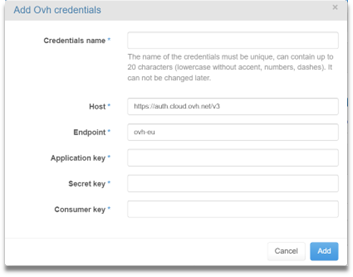 Add Ovh credentials ×
Credentials name *
The name of the credentials must be unique, can contain up to
20 characters (lowercase without accent, numbers, dashes). It
can not be changed later.
Host * https://auth.cloud.ovh.net/v3
Endpoint * ovh-eu
Application key *
Secret key *
Consumer key *
Cancel Add